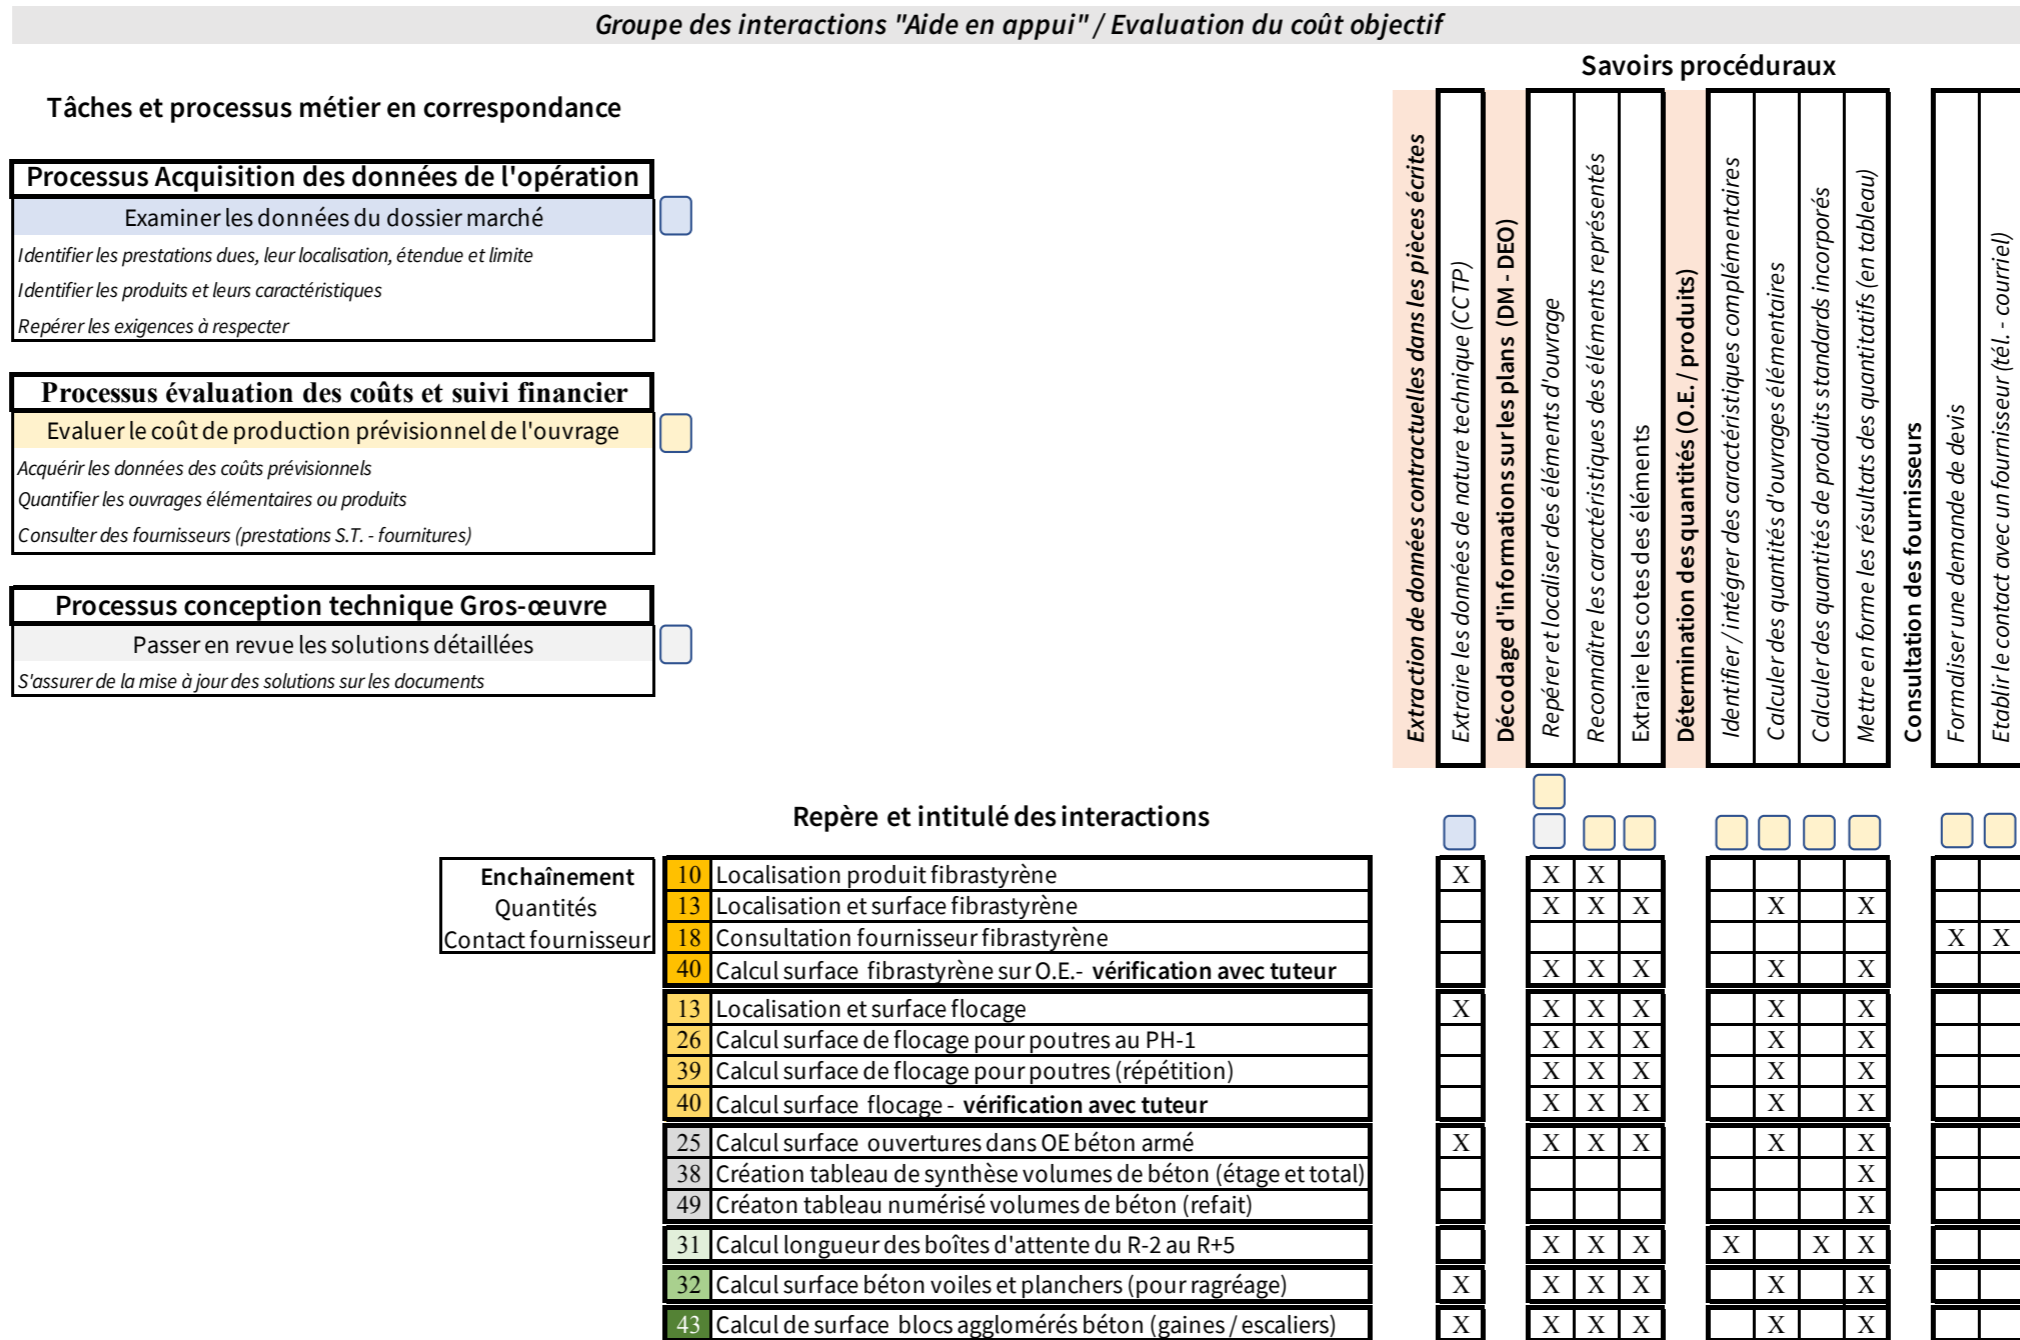 Groupe des interactions "Aide en appui" / Evaluation du coût objectif
Savoirs procéduraux
Tâches et processus métier en correspondance
Processus Acquisition des données de l'opération
Examiner les données du dossier marché
Identifier les prestations dues, leur localisation, étendue et limite
Identifier les produits et leurs caractéristiques
Repérer les exigences à respecter
Processus évaluation des coûts et suivi financier
Evaluer le coût de production prévisionnel de l'ouvrage
Acquérir les données des coûts prévisionnels
Quantifier les ouvrages élémentaires ou produits
Consulter des fournisseurs (prestations S.T. - fournitures)
Processus conception technique Gros-œuvre
Passer en revue les solutions détaillées
S'assurer de la mise à jour des solutions sur les documents
Extraction de données contractuelles dans les pièces écrites
Extraire les données de nature technique (CCTP)
Décodage d'informations sur les plans (DM - DEO)
Repérer et localiser des éléments d'ouvrage
Reconnaître les caractéristiques des éléments représentés
Extraire les cotes des éléments
Détermination des quantités (O.E./ produits)
Identifier / intégrer des caractéristiques complémentaires
Calculer des quantités d'ouvrages élémentaires
Calculer des quantités de produits standards incorporés
Mettre en forme les résultats des quantitatifs (en tableau)
Consultation des fournisseurs
Formaliser une demande de devis
Etablir le contact avec un fournisseur (tél. - courriel)
Repère et intitulé des interactions
Enchaînement
Quantités
Contact fournisseur
10 Localisation produit fibrastyrène X X X
13 Localisation et surface fibrastyrène X X X X X
18 Consultation fournisseur fibrastyrène X X
40 Calcul surface fibrastyrène sur O.E.- vérification avec tuteur X X X X X
13 Localisation et surface flocage X X X X X X
26 Calcul surface de flocage pour poutres au PH-1 X X X X X
39 Calcul surface de flocage pour poutres (répétition) X X X X X
40 Calcul surface flocage - vérification avec tuteur X X X X X
25 Calcul surface ouvertures dans OE béton armé X X X X X X
38 Création tableau de synthèse volumes de béton (étage et total) X
49 Créaton tableau numérisé volumes de béton (refait) X
31 Calcul longueur des boîtes d'attente du R-2 au R+5 X X X X X X
32 Calcul surface béton voiles et planchers (pour ragréage) X X X X X X
43 Calcul de surface blocs agglomérés béton (gaines / escaliers) X X X X X X